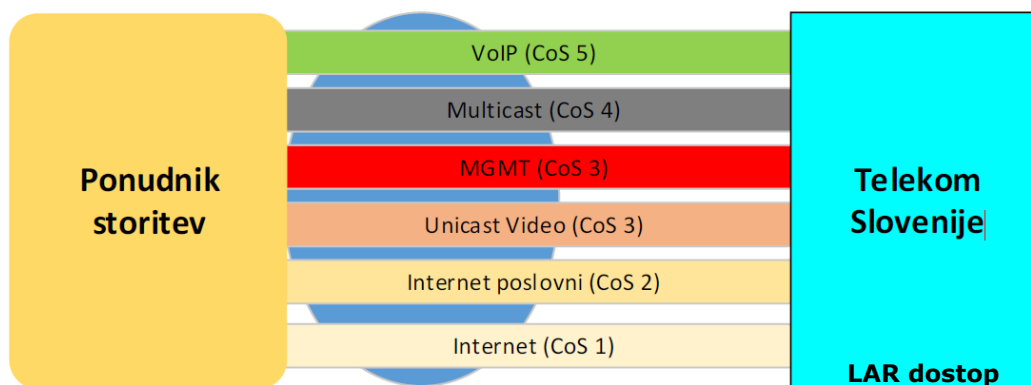 Ponudnik
storitev
VoIP (CoS 5)
Multicast (CoS 4)
MGMT (CoS 3)
Unicast Video (CoS 3)
Internet poslovni (CoS 2)
Internet (CoS 1)
Telekom
Slovenije
LAR dostop